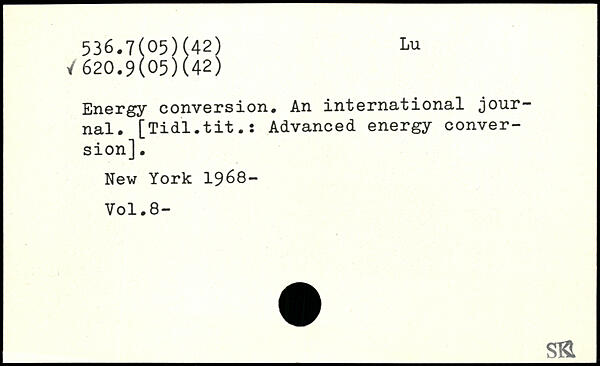 536.7(05)(42) Lu
✓ 620.9(05)(42)
Energy conversion. An international jour-
nal. [Tidl.tit.: Advanced energy conver-
sion].
New York 1968-
Vol.8-
SK